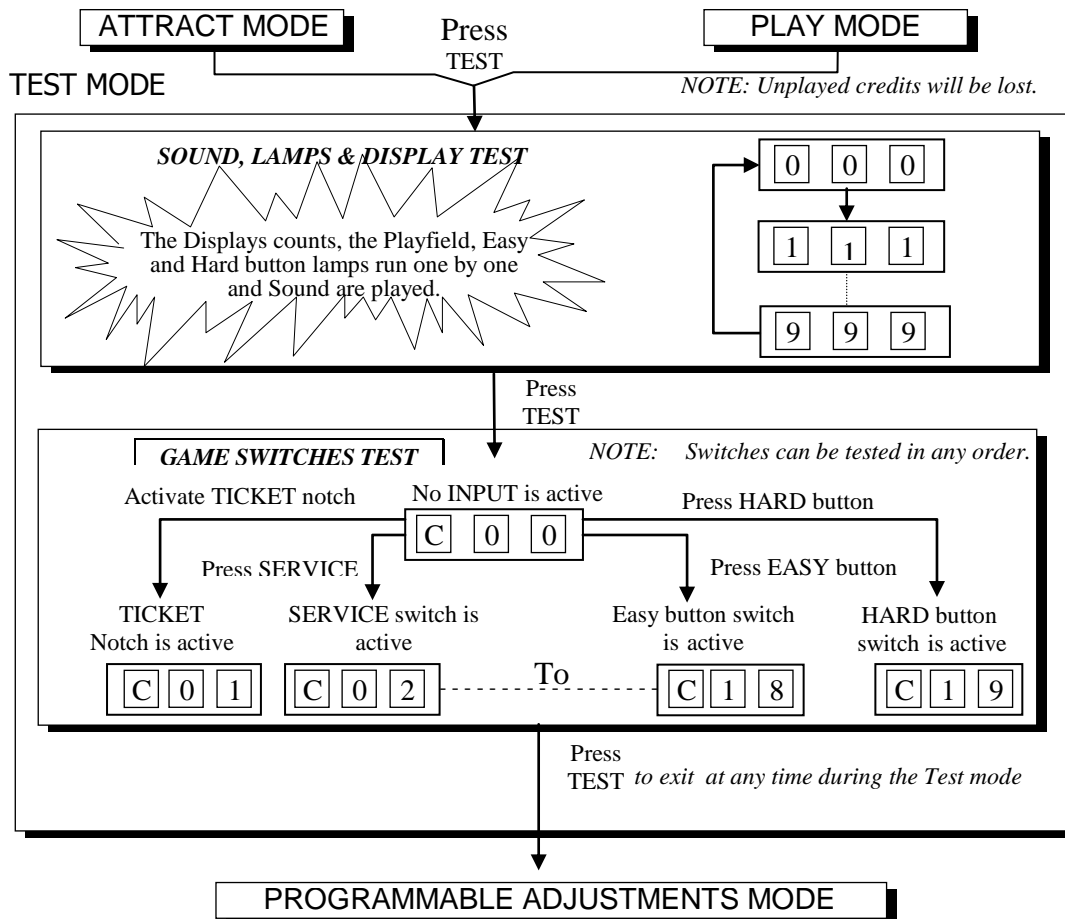 ATTRACT MODE
Press
TEST
PLAY MODE
TEST MODE
NOTE: Unplayed credits will be lost.
SOUND, LAMPS & DISPLAY TEST
The Displays counts, the Playfield, Easy
and Hard button lamps run one by one
and Sound are played.
0 0 0
1 1 1
9 9 9
Press
TEST
GAME SWITCHES TEST
NOTE: Switches can be tested in any order.
Activate TICKET notch
No INPUT is active
Press HARD button
C 0 0
Press SERVICE
Press EASY button
TICKET
Notch is active
SERVICE switch is
active
Easy button switch
is active
HARD button
switch is active
C 0 1
C 0 2
To
C 1 8
C 1 9
Press
TEST to exit at any time during the Test mode
PROGRAMMABLE ADJUSTMENTS MODE